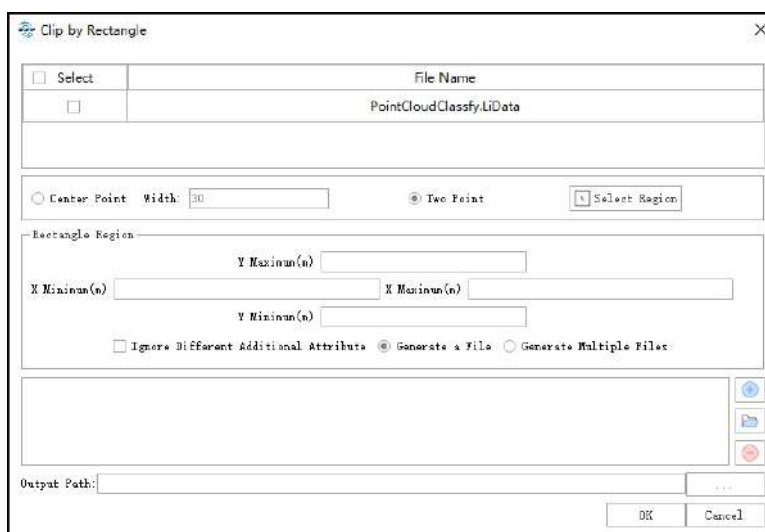 Clip by Rectangle
Select File Name
PointCloudClassfy.LiData
Center Point Width: 30 Two Point Select Region
Rectangle Region
Y Maximum(m)
X Minimum(m) X Maximum(m)
Y Minimum(m)
Ignore Different Additional Attribute Generate a File Generate Multiple Files
Output Path: ...
OK Cancel